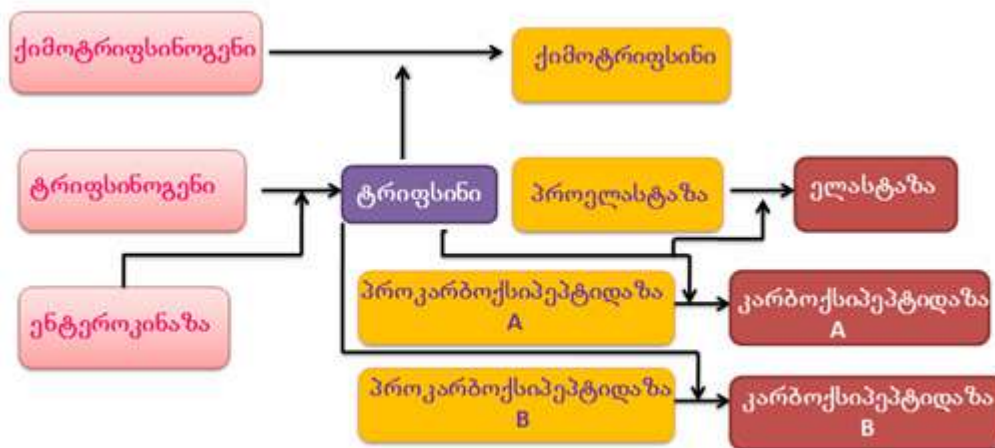 ქიმოტრიფსინოგენი
ქიმოტრიფსინი
ტრიფსინოგენი
ტრიფსინი
პროელასტაზა
ელასტაზა
ენტეროკინაზა
პროკარბოქსიპეპტიდაზა
A
კარბოქსიპეპტიდაზა
A
პროკარბოქსიპეპტიდაზა
B
კარბოქსიპეპტიდაზა
B